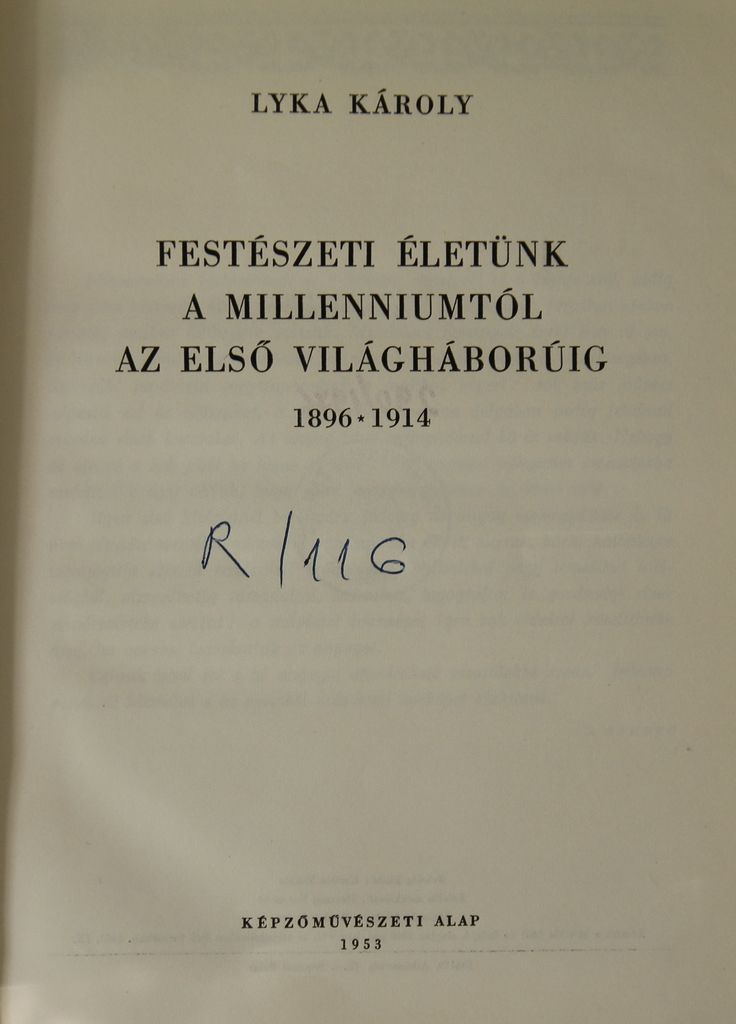 LYKA KÁROLY
FESTÉSZETI ÉLETÜNK
A MILLENNIUMTÓL
AZ ELSŐ VILÁGHÁBORÚIG
1896 * 1914
R/116
KÉPZŐMŰVÉSZETI ALAP
1953